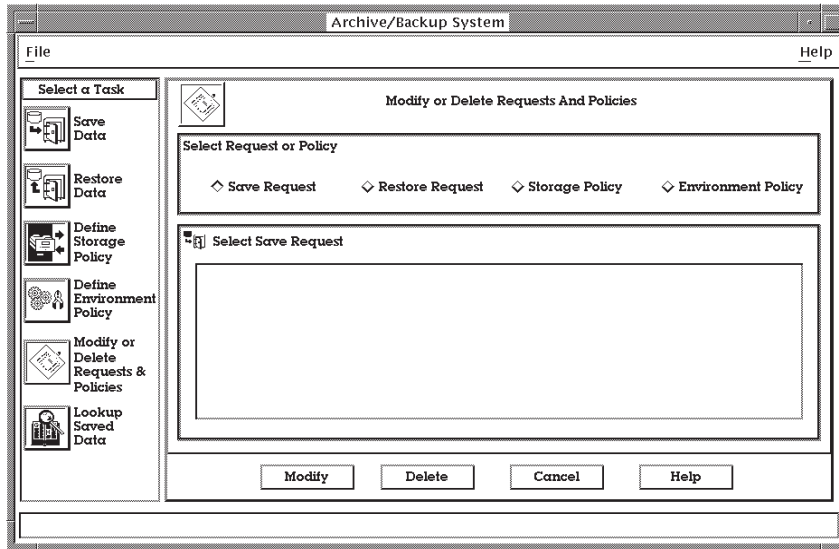 Archive/Backup System
File
Help
Select a Task
Save
Data
Restore
Data
Define
Storage
Policy
Define
Environment
Policy
Modify or
Delete
Requests &
Policies
Lookup
Saved
Data
Modify or Delete Requests And Policies
Select Request or Policy
Save Request
Restore Request
Storage Policy
Environment Policy
Select Save Request
Modify
Delete
Cancel
Help